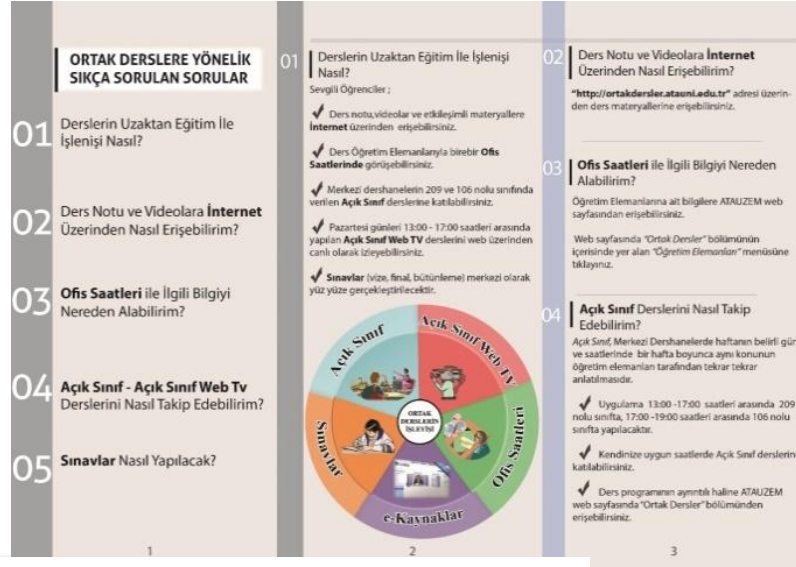 ORTAK DERSLERE YÖNELİK
SIKÇA SORULAN SORULAR
01
Derslerin Uzaktan Eğitim İle
İşlenişi Nasıl?
02
Ders Notu ve Videolara İnternet
Üzerinden Nasıl Erişebilirim?
03
Ofis Saatleri ile İlgili Bilgiyi
Nereden Alabilirim?
04
Açık Sınıf - Açık Sınıf Web Tv
Derslerini Nasıl Takip Edebilirim?
05
Sınavlar Nasıl Yapılacak?
1
01
Derslerin Uzaktan Eğitim İle İşlenişi
Nasıl?
Sevgili Öğrenciler ;
✔ Ders notu,videolar ve etkileşimli materyallere
İnternet üzerinden erişebilirsiniz.
✔ Ders Öğretim Elemanlarıyla birebir Ofis
Saatlerinde görüşebilirsiniz.
✔ Merkezi dershanelerin 209 ve 106 nolu sınıfında
verilen Açık Sınıf derslerine katılabilirsiniz.
✔ Pazartesi günleri 13:00 - 17:00 saatleri arasında
yapılan Açık Sınıf Web TV derslerini web üzerinden
canlı olarak izleyebilirsiniz.
✔ Sınavlar (vize, final, bütünleme) merkezi olarak
yüz yüze gerçekleştirilecektir.
Açık Sınıf
Açık Sınıf Web TV
Ofis Saatleri
e-Kaynaklar
Sınavlar
ORTAK
DERSLERİN
İŞLEYİŞİ
2
02
Ders Notu ve Videolara İnternet
Üzerinden Nasıl Erişebilirim?
"http://ortakdersler.atauni.edu.tr" adresi üzerin-
den ders materyallerine erişebilirsiniz.
03
Ofis Saatleri ile İlgili Bilgiyi Nereden
Alabilirim?
Öğretim Elemanlarına ait bilgilere ATAUZEM web
sayfasından erişebilirsiniz.
Web sayfasında "Ortak Dersler" bölümünün
içerisinde yer alan "Öğretim Elemanları" menüsüne
tıklayınız.
04
Açık Sınıf Derslerini Nasıl Takip
Edebilirim?
Açık Sınıf, Merkezi Dershanelerde haftanın belirli gün
ve saatlerinde bir hafta boyunca aynı konunun
öğretim elemanları tarafından tekrar tekrar
anlatılmasıdır.
✔ Uygulama 13:00 -17:00 saatleri arasında 209
nolu sınıfta, 17:00 -19:00 saatleri arasında 106 nolu
sınıfta yapılacaktır.
✔ Kendinize uygun saatlerde Açık Sınıf derslerin
katılabilirsiniz.
✔ Ders programının ayrıntılı haline ATAUZEM
web sayfasında "Ortak Dersler" bölümünden
erişebilirsiniz.
3